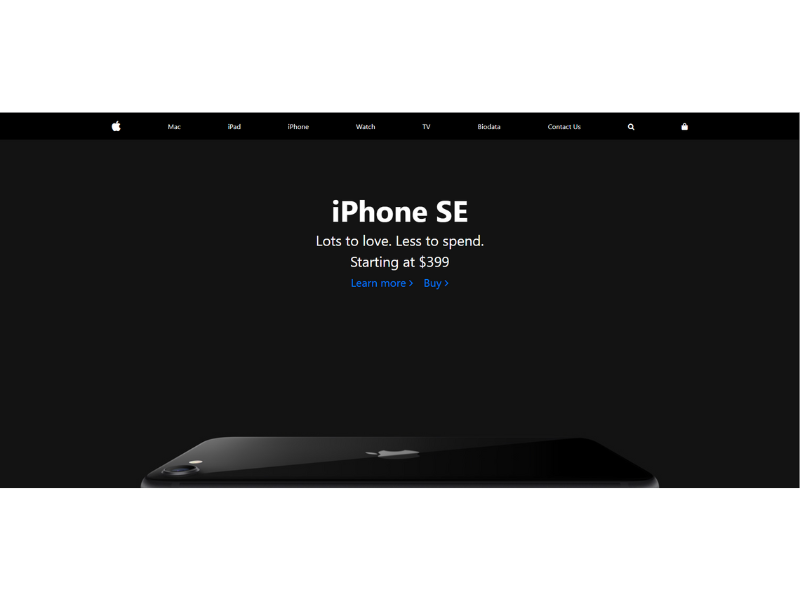 Mac iPad iPhone Watch TV Biodata Contact Us
iPhone SE
Lots to love. Less to spend.
Starting at $399
Learn more > Buy >